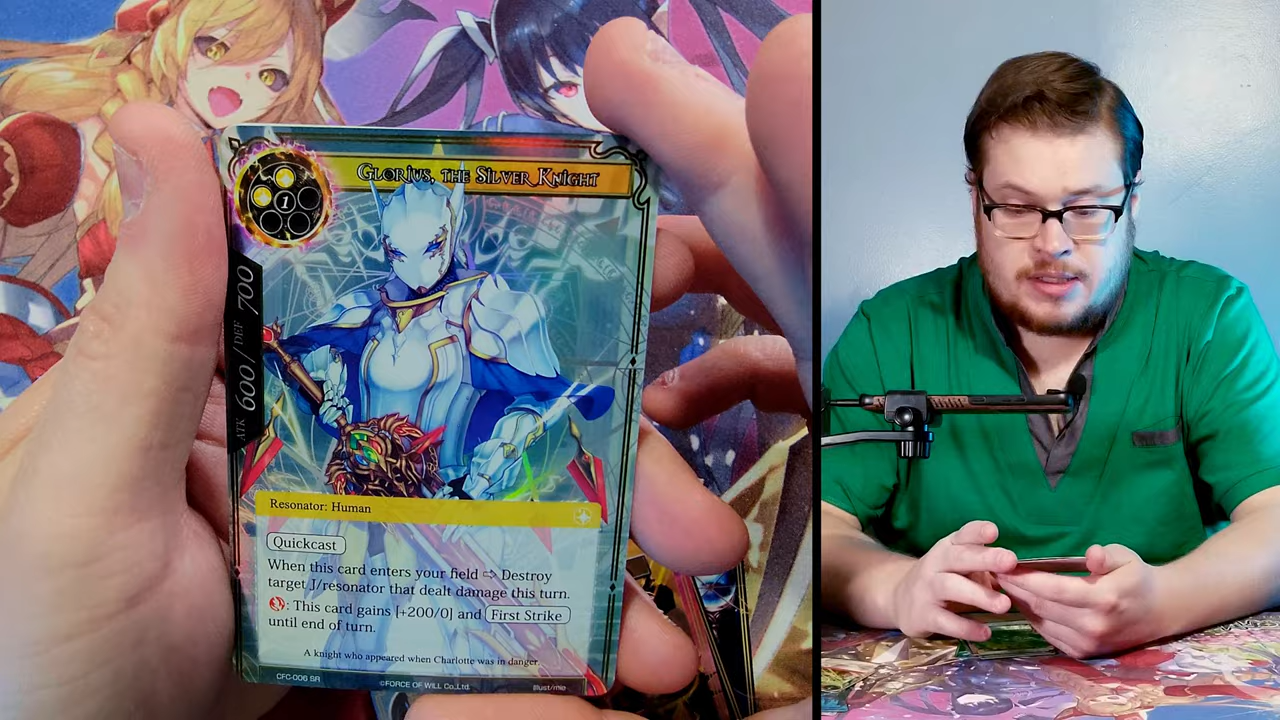 GLORIUS, THE SILVER KNIGHT
1
ATK 600 / DEF 700
Resonator: Human
Quickcast
When this card enters your field ⇨ Destroy
target J/resonator that dealt damage this turn.
: This card gains [+200/0] and First Strike
until end of turn.
A knight who appeared when Charlotte was in danger.
CFC-006 SR ©FORCE OF WILL Co.,Ltd. Illust/mio